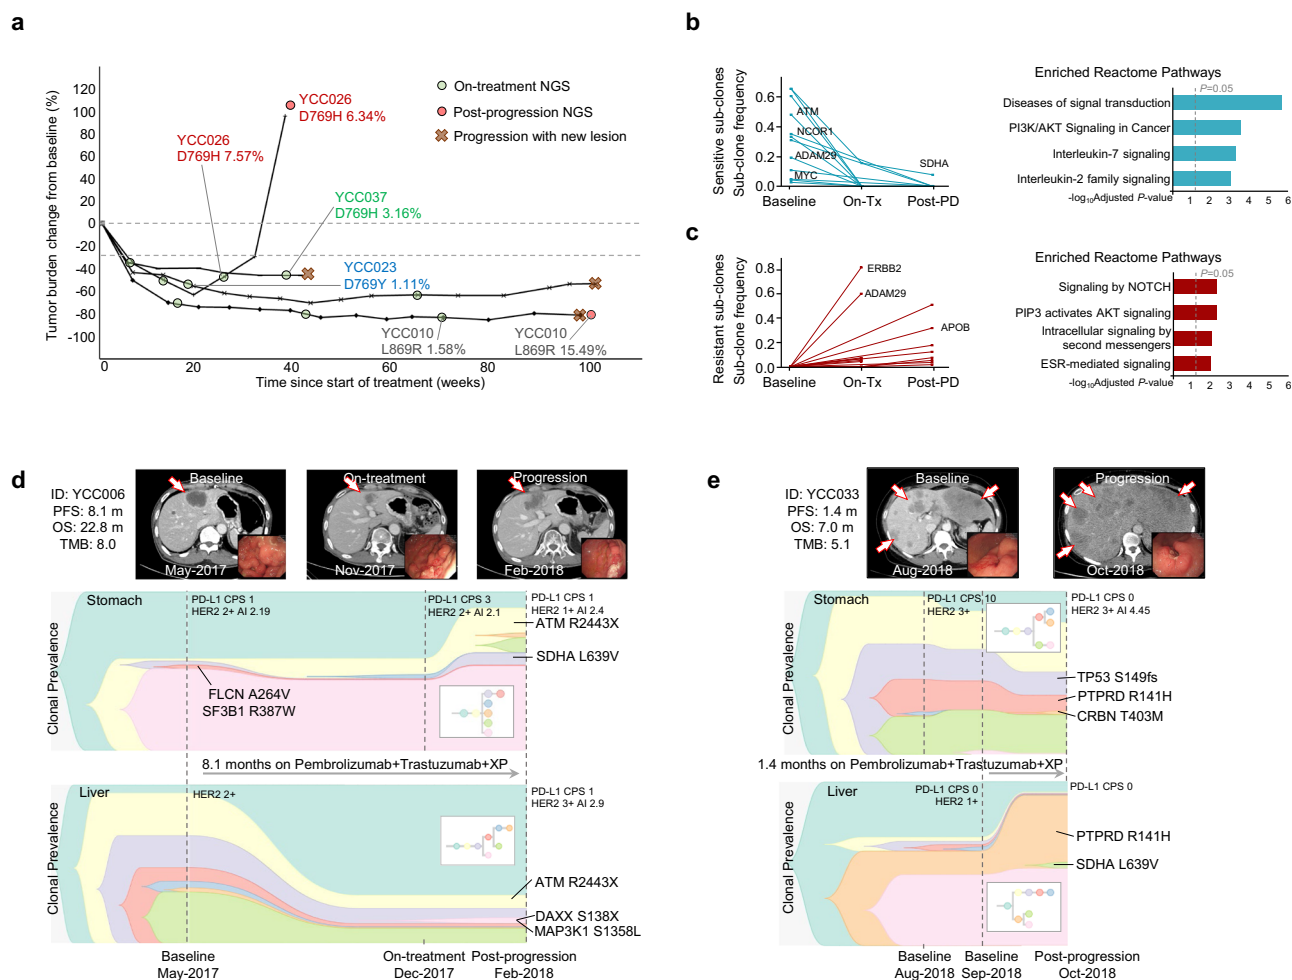 a
Tumor burden change from baseline (%)
120
100
80
60
40
20
0
-20
-40
-60
-80
-100
0
20
40
60
80
100
Time since start of treatment (weeks)
YCC026
D769H 6.34%
YCC026
D769H 7.57%
YCC037
D769H 3.16%
YCC023
D769Y 1.11%
YCC010
L869R 1.58%
YCC010
L869R 15.49%
On-treatment NGS
Post-progression NGS
Progression with new lesion
b
Sensitive sub-clones
Sub-clone frequency
0.6
0.4
0.2
0.0
ATM
NCOR1
ADAM29
MYC
SDHA
Baseline
On-Tx
Post-PD
Enriched Reactome Pathways
P=0.05
Diseases of signal transduction
PI3K/AKT Signaling in Cancer
Interleukin-7 signaling
Interleukin-2 family signaling
-log10Adjusted P-value
1 2 3 4 5 6
c
Resistant sub-clones
Sub-clone frequency
0.8
0.6
0.4
0.2
0.0
ERBB2
ADAM29
APOB
Baseline
On-Tx
Post-PD
Enriched Reactome Pathways
P=0.05
Signaling by NOTCH
PIP3 activates AKT signaling
Intracellular signaling by
second messengers
ESR-mediated signaling
-log10Adjusted P-value
1 2 3 4 5 6
d
ID: YCC006
PFS: 8.1 m
OS: 22.8 m
TMB: 8.0
Baseline
May-2017
On-treatment
Nov-2017
Progression
Feb-2018
Clonal Prevalence
Stomach
PD-L1 CPS 1
HER2 2+ AI 2.19
PD-L1 CPS 3
HER2 2+ AI 2.1
PD-L1 CPS 1
HER2 1+ AI 2.4
ATM R2443X
SDHA L639V
FLCN A264V
SF3B1 R387W
8.1 months on Pembrolizumab+Trastuzumab+XP
Clonal Prevalence
Liver
HER2 2+
PD-L1 CPS 1
HER2 3+ AI 2.9
ATM R2443X
DAXX S138X
MAP3K1 S1358L
Baseline
May-2017
On-treatment
Dec-2017
Post-progression
Feb-2018
e
ID: YCC033
PFS: 1.4 m
OS: 7.0 m
TMB: 5.1
Baseline
Aug-2018
Progression
Oct-2018
Clonal Prevalence
Stomach
PD-L1 CPS 10
HER2 3+
PD-L1 CPS 0
HER2 3+ AI 4.45
TP53 S149fs
PTPRD R141H
CRBN T403M
1.4 months on Pembrolizumab+Trastuzumab+XP
Clonal Prevalence
Liver
PD-L1 CPS 0
HER2 1+
PD-L1 CPS 0
PTPRD R141H
SDHA L639V
Baseline
Aug-2018
Baseline
Sep-2018
Post-progression
Oct-2018